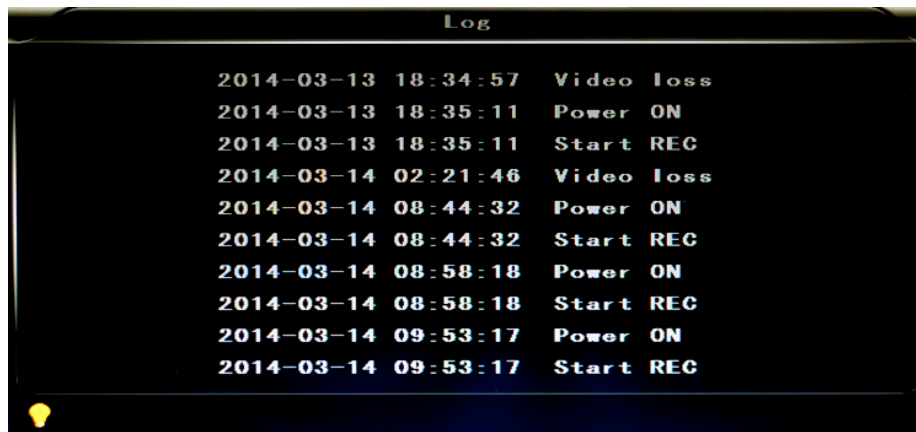 Log
2014-03-13 18:34:57 Video loss
2014-03-13 18:35:11 Power ON
2014-03-13 18:35:11 Start REC
2014-03-14 02:21:46 Video loss
2014-03-14 08:44:32 Power ON
2014-03-14 08:44:32 Start REC
2014-03-14 08:58:18 Power ON
2014-03-14 08:58:18 Start REC
2014-03-14 09:53:17 Power ON
2014-03-14 09:53:17 Start REC